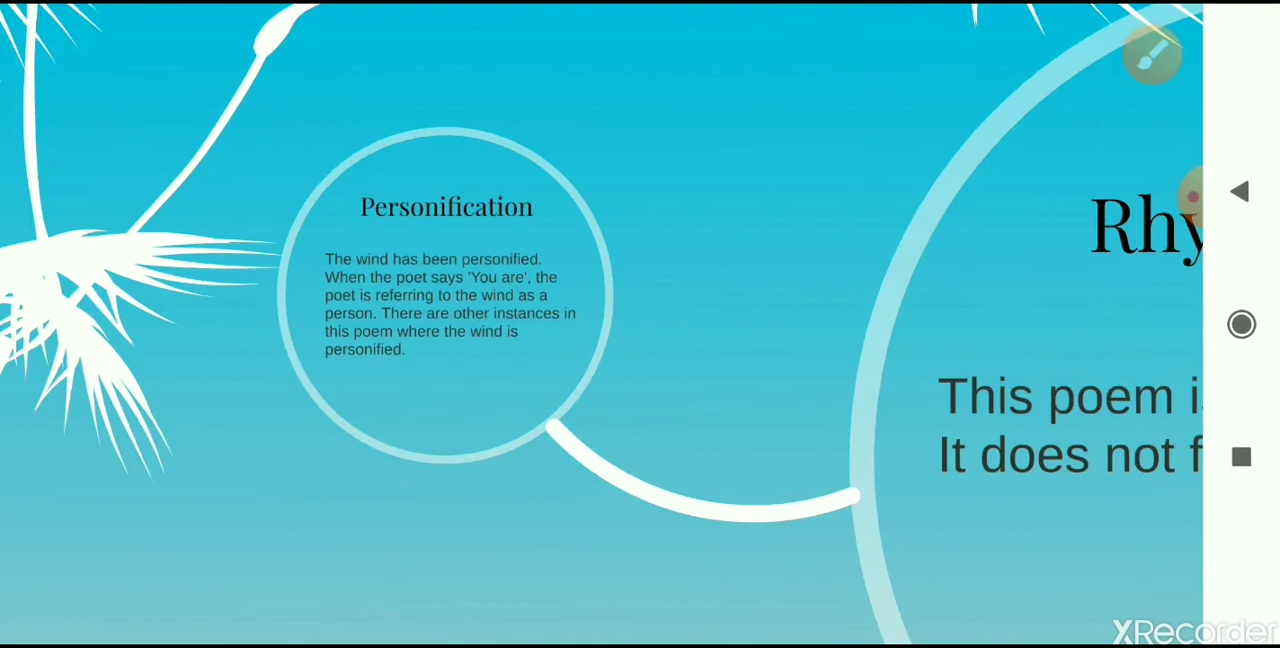 Personification
The wind has been personified.
When the poet says 'You are', the
poet is referring to the wind as a
person. There are other instances in
this poem where the wind is
personified.
Rhy
This poem is
It does not f
XRecorder